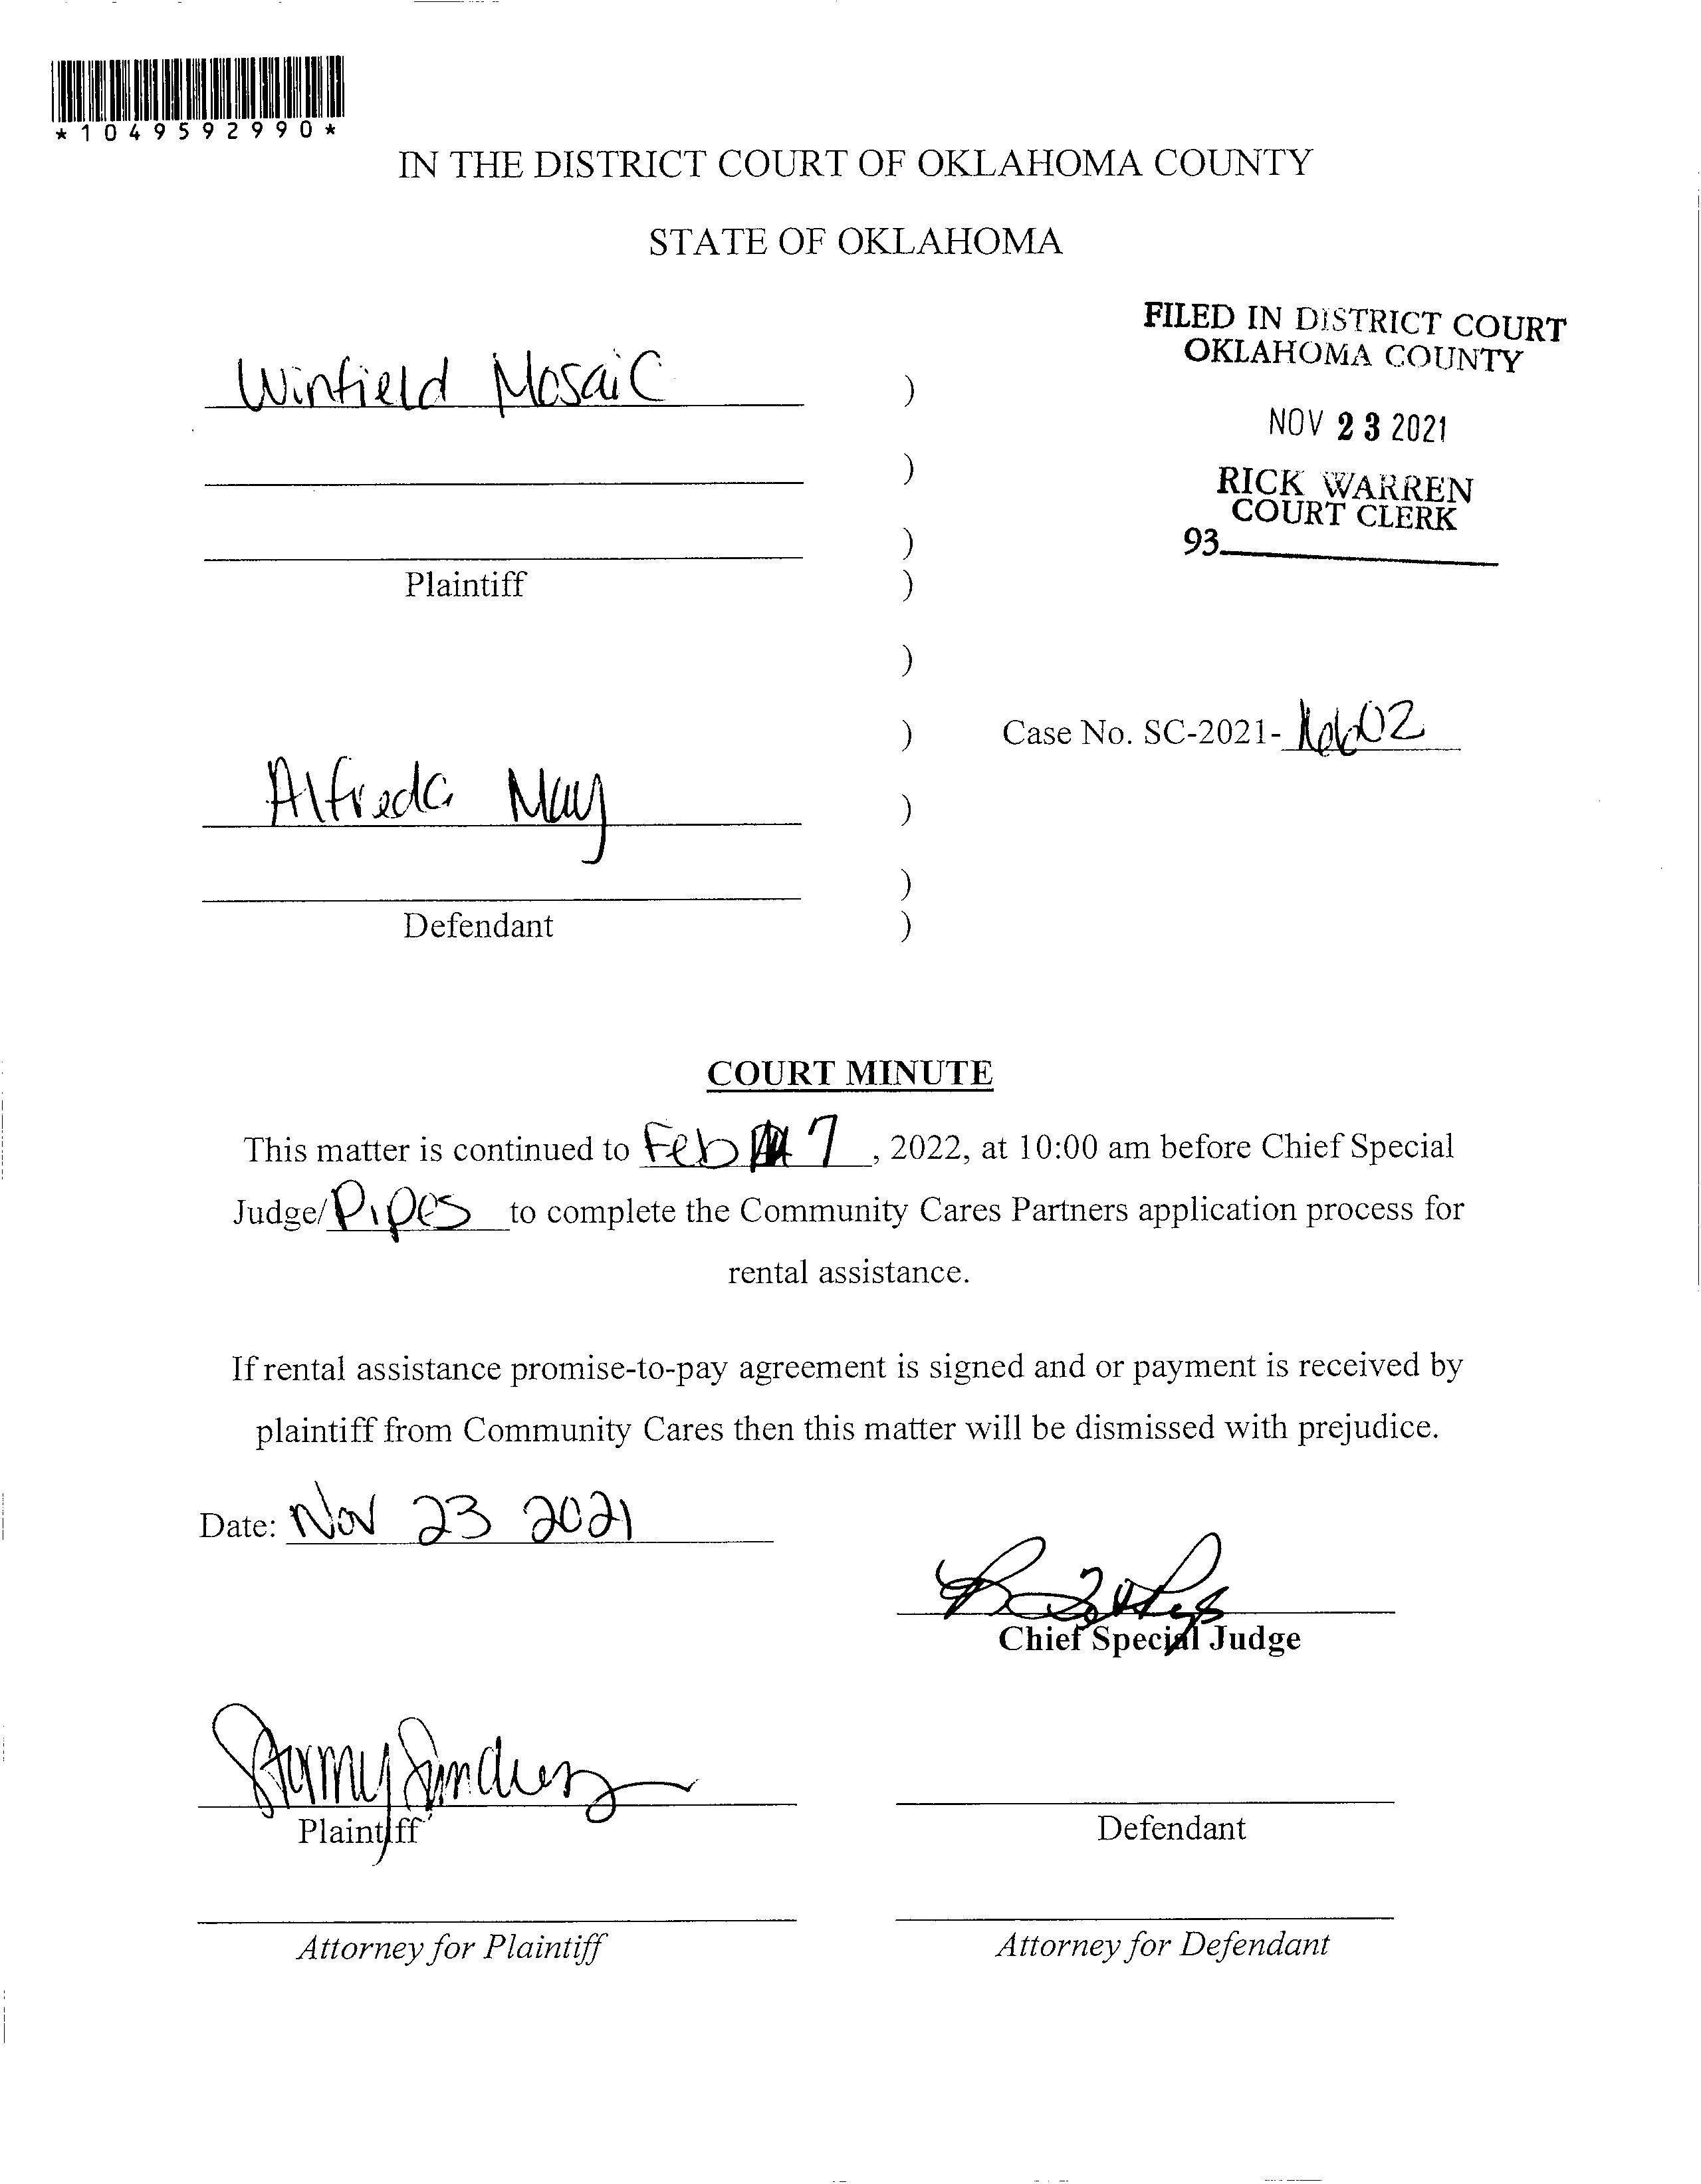 *1049592990*
IN THE DISTRICT COURT OF OKLAHOMA COUNTY
STATE OF OKLAHOMA
FILED IN DISTRICT COURT
OKLAHOMA COUNTY
NOV 23 2021
RICK WARREN
COURT CLERK
93
Winfield Mosaic )
)
)
Plaintiff )
)
) Case No. SC-2021-
Alfreda May )
)
Defendant )
COURT MINUTE
This matter is continued to Feb 7, 2022, at 10:00 am before Chief Special
Judge/Pipes to complete the Community Cares Partners application process for
rental assistance.
If rental assistance promise-to-pay agreement is signed and or payment is received by
plaintiff from Community Cares then this matter will be dismissed with prejudice.
Date: Nov 23 2021
Chief Special Judge
Plaintiff
Defendant
Attorney for Plaintiff
Attorney for Defendant